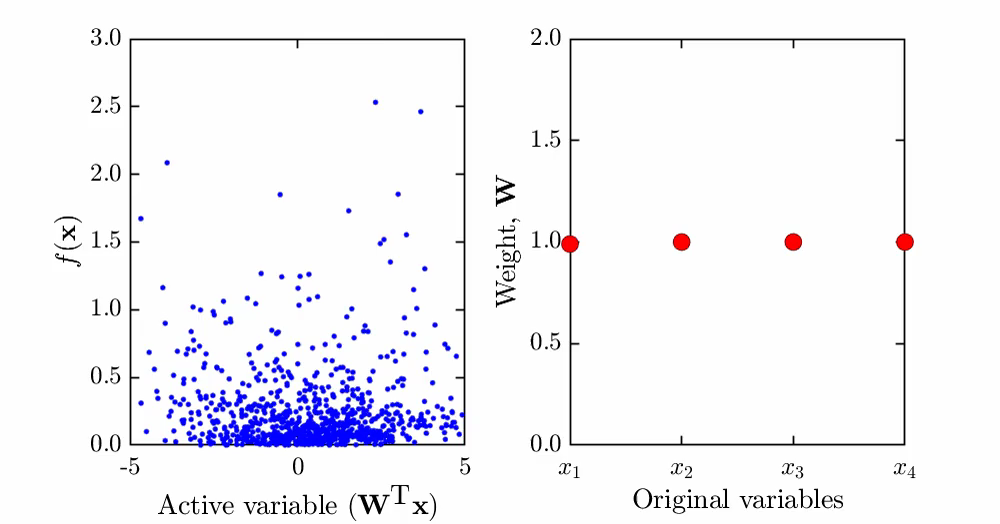 3.0
2.5
2.0
1.5
1.0
0.5
0.0
-5 0 5
f(x)
Active variable (Wᵀx)
2.0
1.5
1.0
0.5
0.0
x₁ x₂ x₃ x₄
Weight, W
Original variables